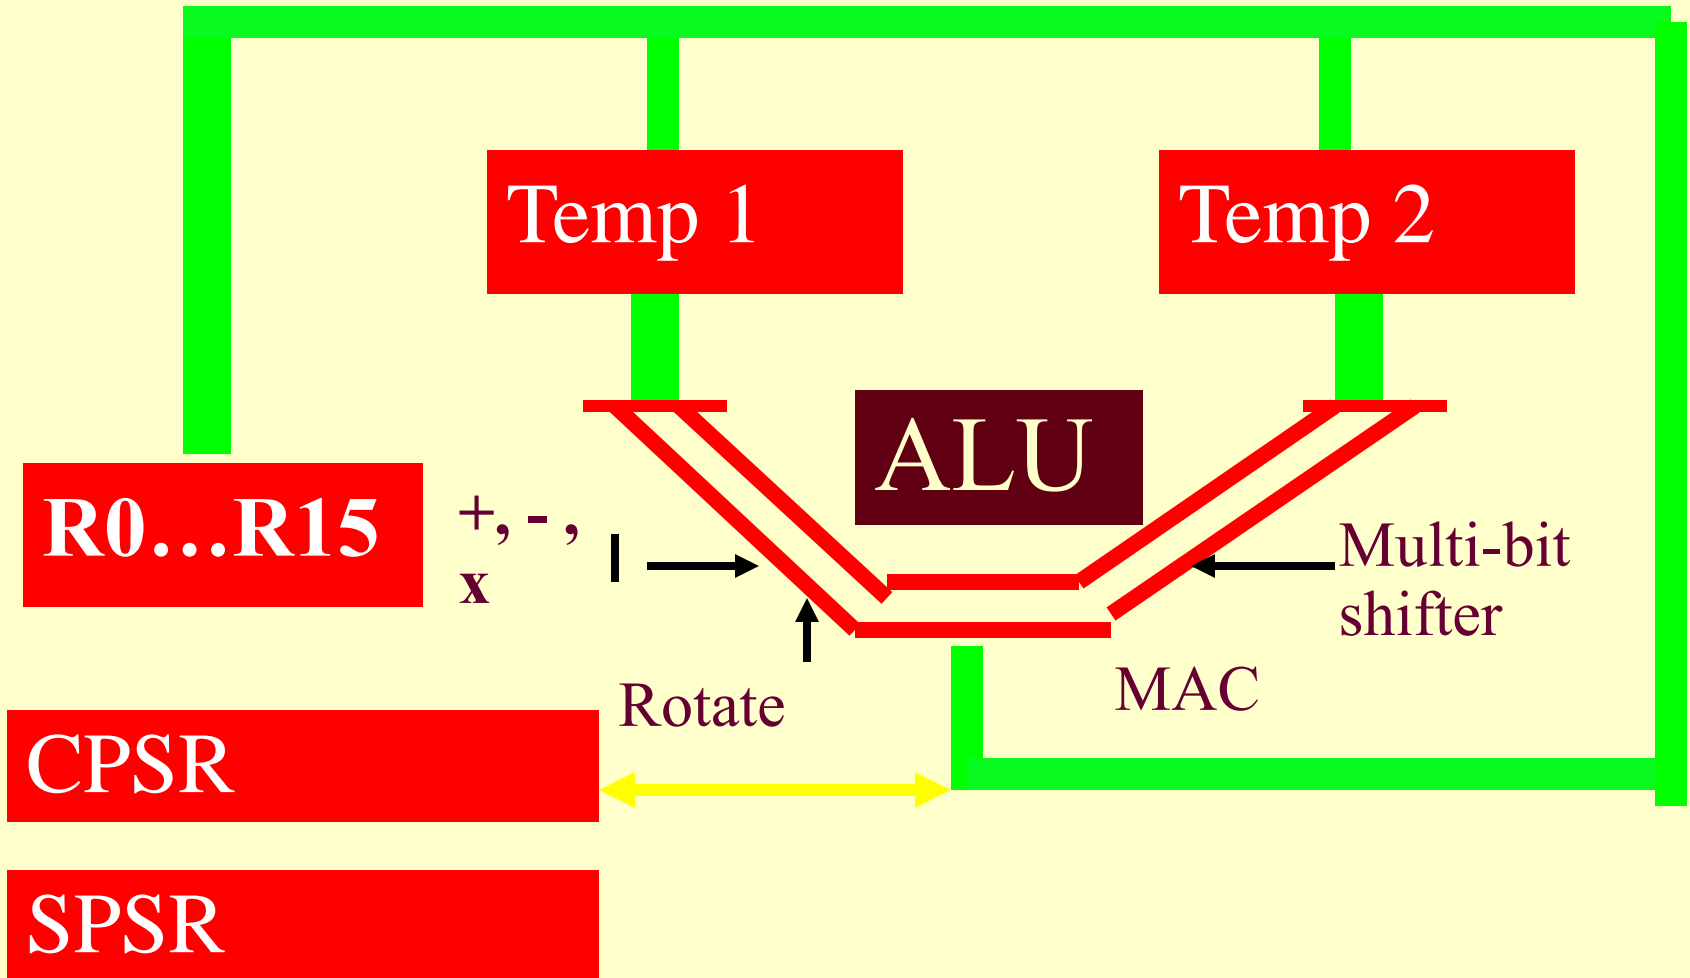 Temp 1
Temp 2
ALU
R0...R15
+, - ,
x
Multi-bit
shifter
Rotate
MAC
CPSR
SPSR